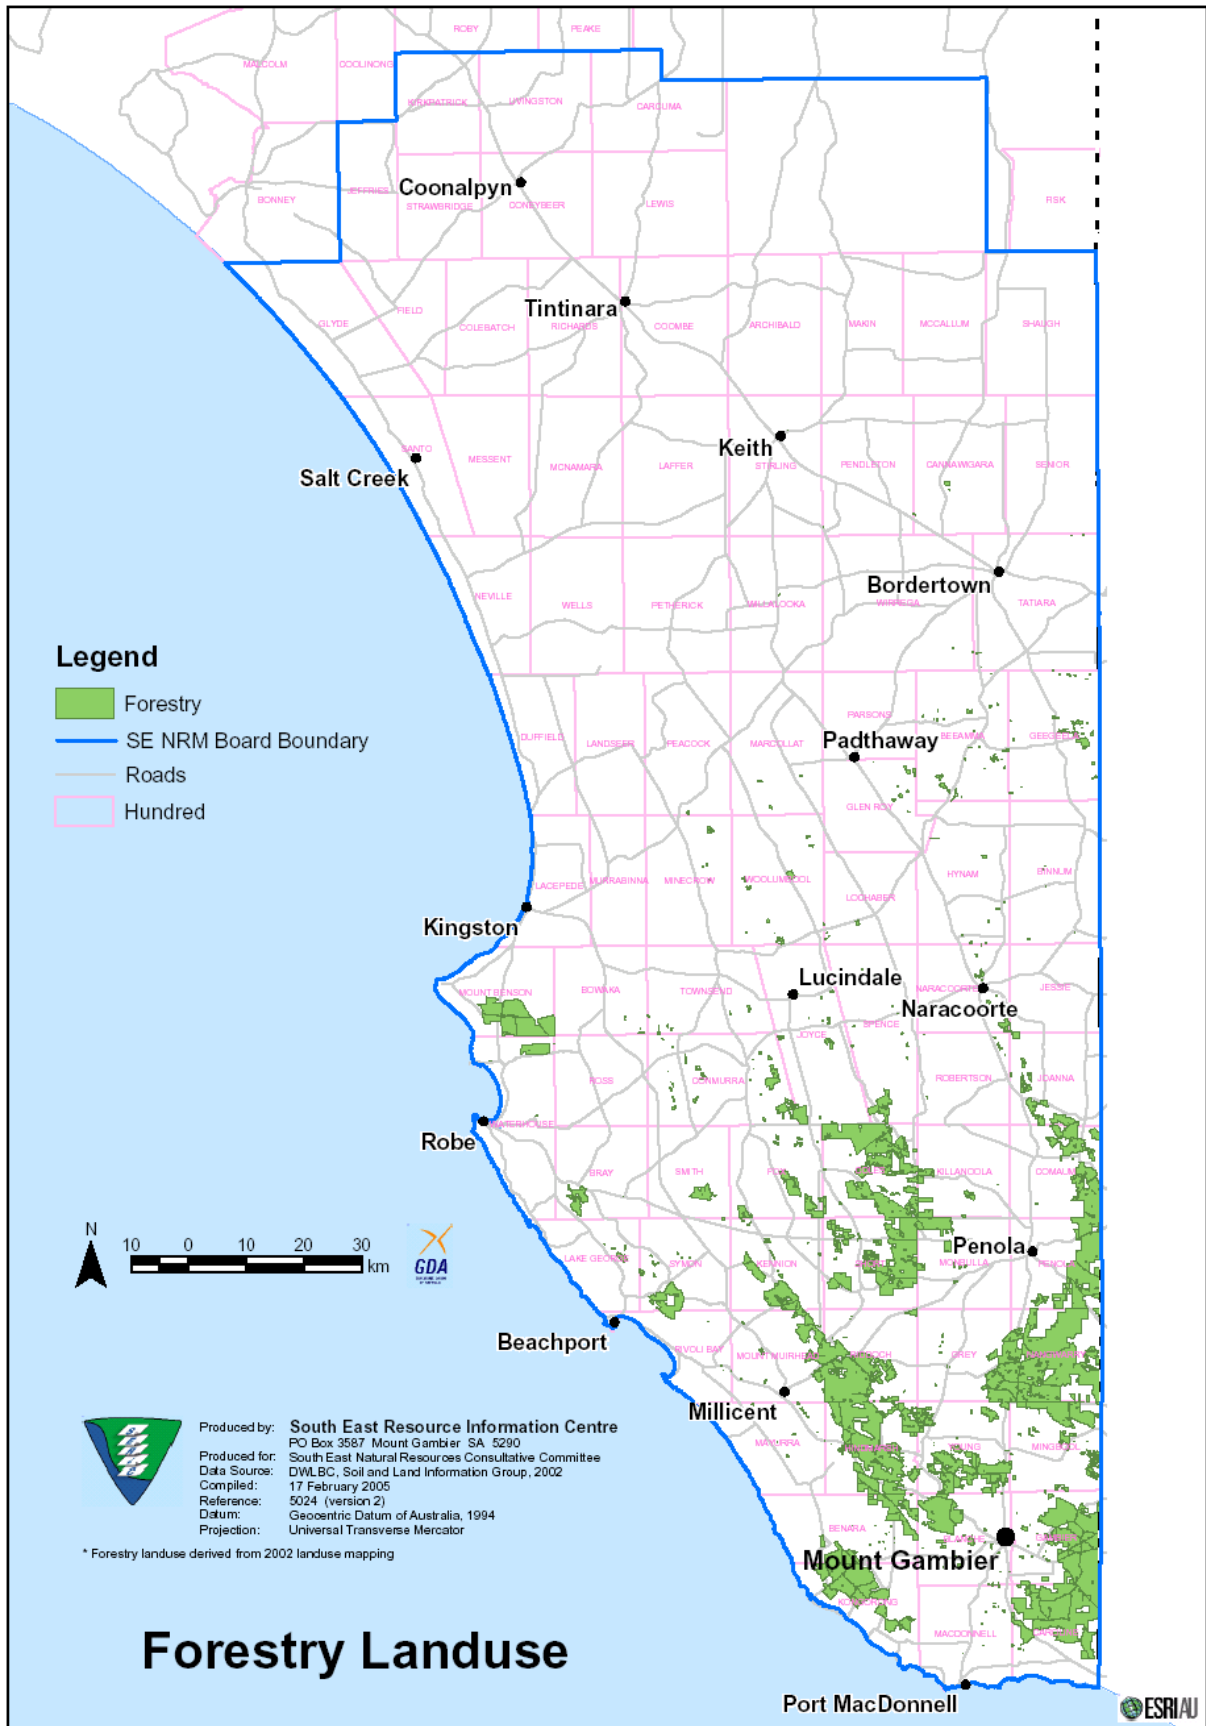 ROBY
PEAKE
MALCOLM
COOLINONG
KIRKPATRICK
LIVINGSTON
CARCUMA
Coonalpyn
JEFFRIES
BONNEY
STRAWBRIDGE
CONEYBEER
LEWIS
FISK
Tintinara
GLYDE
FIELD
COLEBATCH
RICHARDS
COOMBE
ARCHIBALD
MAKIN
MCCALLUM
SHAUGH
Keith
SANTO
Salt Creek
MESSENT
MCNAMARA
LAFFER
STIRLING
PENDLETON
CANNAWIGARA
SENIOR
Bordertown
NEVILLE
WELLS
PETHERICK
WILLALOOKA
WIRREGA
TATIARA
Legend
Forestry
SE NRM Board Boundary
Roads
Hundred
PARSONS
Padthaway
DUFFIELD
LANDSEER
PEACOCK
MARCOLLAT
BEEAMMA
GEEGEELA
GLEN ROY
LACEPEDE
MURRABINNA
MINECROW
WOOLUMBOOL
LOCHABER
HYNAM
BINNUM
Kingston
Lucindale
MOUNT BENSON
BOWAKA
TOWNSEND
NARACOORTE
JESSIE
Naracoorte
JOYCE
SPENCE
ROSS
CONMURRA
ROBERTSON
JOANNA
WATERHOUSE
Robe
BRAY
SMITH
FOX
COLES
KILLANOOLA
COMAUM
N
10 0 10 20 30
km
GDA
LAKE GEORGE
SYMON
KENNION
SHORT
MONBULLA
Penola
PENOLA
Beachport
RIVOLI BAY
MOUNT MUIRHEAD
RIDDOCH
GREY
Millicent
MAYURRA
YOUNG
MINGBOOL
Produced by: South East Resource Information Centre
PO Box 3587 Mount Gambier SA 5290
Produced for: South East Natural Resources Consultative Committee
Data Source: DWLBC, Soil and Land Information Group, 2002
Compiled: 17 February 2005
Reference: 5024 (version 2)
Datum: Geocentric Datum of Australia, 1994
Projection: Universal Transverse Mercator
* Forestry landuse derived from 2002 landuse mapping
BENARA
BLANCHE
GAMBIER
Mount Gambier
KONGORONG
MACDONNELL
CAROLINE
Forestry Landuse
Port MacDonnell
ESRI AU